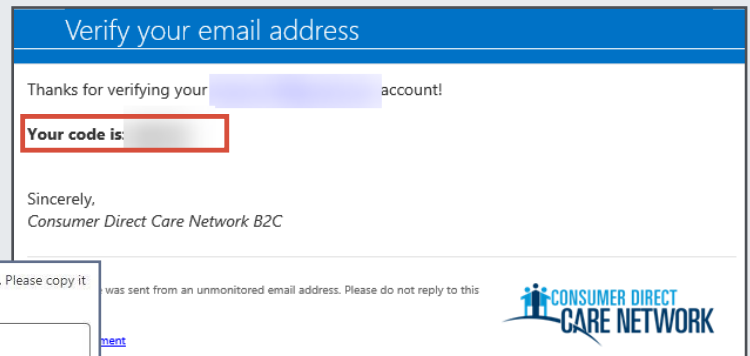 Verify your email address
Thanks for verifying your account!
Your code is:
Sincerely,
Consumer Direct Care Network B2C
. Please copy it
was sent from an unmonitored email address. Please do not reply to this
CONSUMER DIRECT
CARE NETWORK